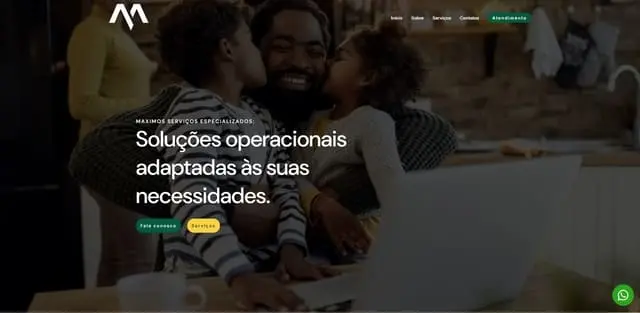 Início Sobre Serviços Contatos Atendimento
MAXIMOS SERVIÇOS ESPECIALIZADOS:
Soluções operacionais
adaptadas às suas
necessidades.
Fale conosco Serviços